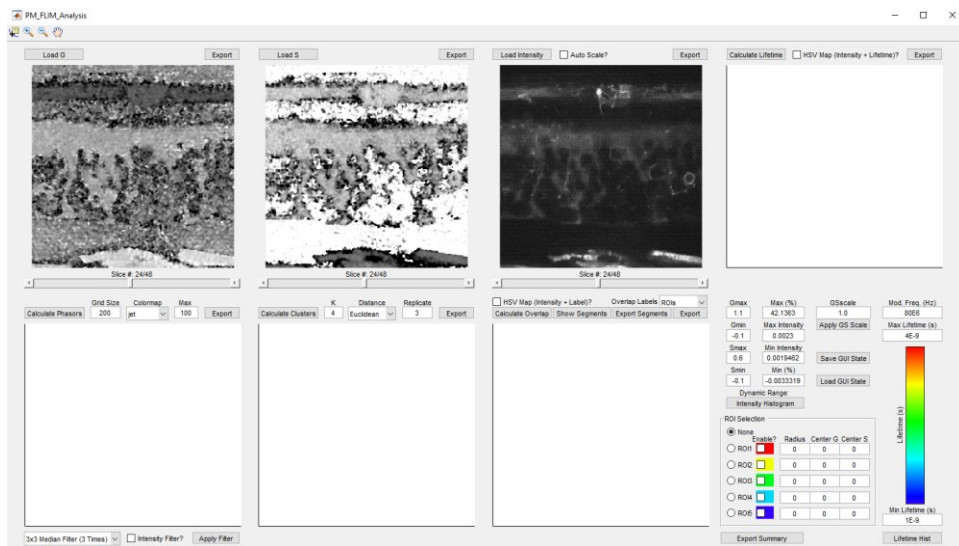 PM_FLIM_Analysis
Load G Export Load S Export Load Intensity Auto Scale? Export Calculate Lifetime HSV Map (Intensity + Lifetime)? Export
Slice #: 24/48 Slice #: 24/48 Slice #: 24/48
Grid Size Colormap Max K Distance Replicate HSV Map (Intensity + Label)? Overlap Labels ROIs
Calculate Phasors 200 jet 100 Export Calculate Clusters 4 Euclidean 3 Export Calculate Overlap Show Segments Export Segments Export
Gmax Max (%) GSscale Mod. Freq. (Hz)
1.1 42.1363 1.0 80E6
Gmin Max Intensity Apply GS Scale Max Lifetime (s)
-0.1 0.0023 4E-9
Smax Min Intensity
0.6 0.0019462 Save GUI State
Smin Min (%)
-0.1 -0.0033319 Load GUI State
Dynamic Range:
Intensity Histogram
Lifetime (s)
ROI Selection
None
Enable? Radius Center G Center S
ROI1 0 0 0
ROI2 0 0 0
ROI3 0 0 0
ROI4 0 0 0
ROI5 0 0 0
Min Lifetime (s)
1E-9
3x3 Median Filter (3 Times) Intensity Filter? Apply Filter Export Summary Lifetime Hist